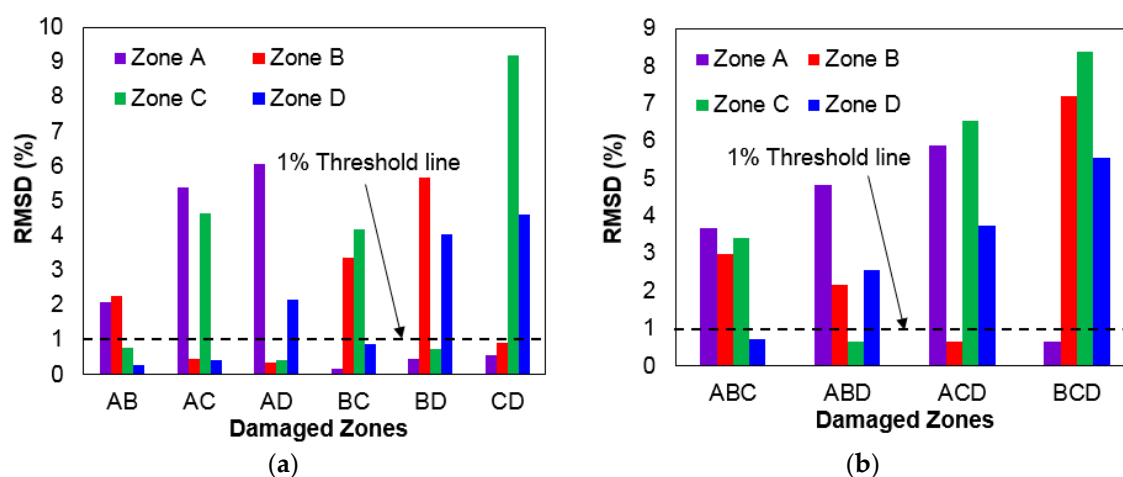 10
9
8
7
6
5
4
3
2
1
0
RMSD (%)
Zone A Zone B
Zone C Zone D
1% Threshold line
AB AC AD BC BD CD
Damaged Zones
(a)
9
8
7
6
5
4
3
2
1
0
RMSD (%)
Zone A Zone B
Zone C Zone D
1% Threshold line
ABC ABD ACD BCD
Damaged Zones
(b)